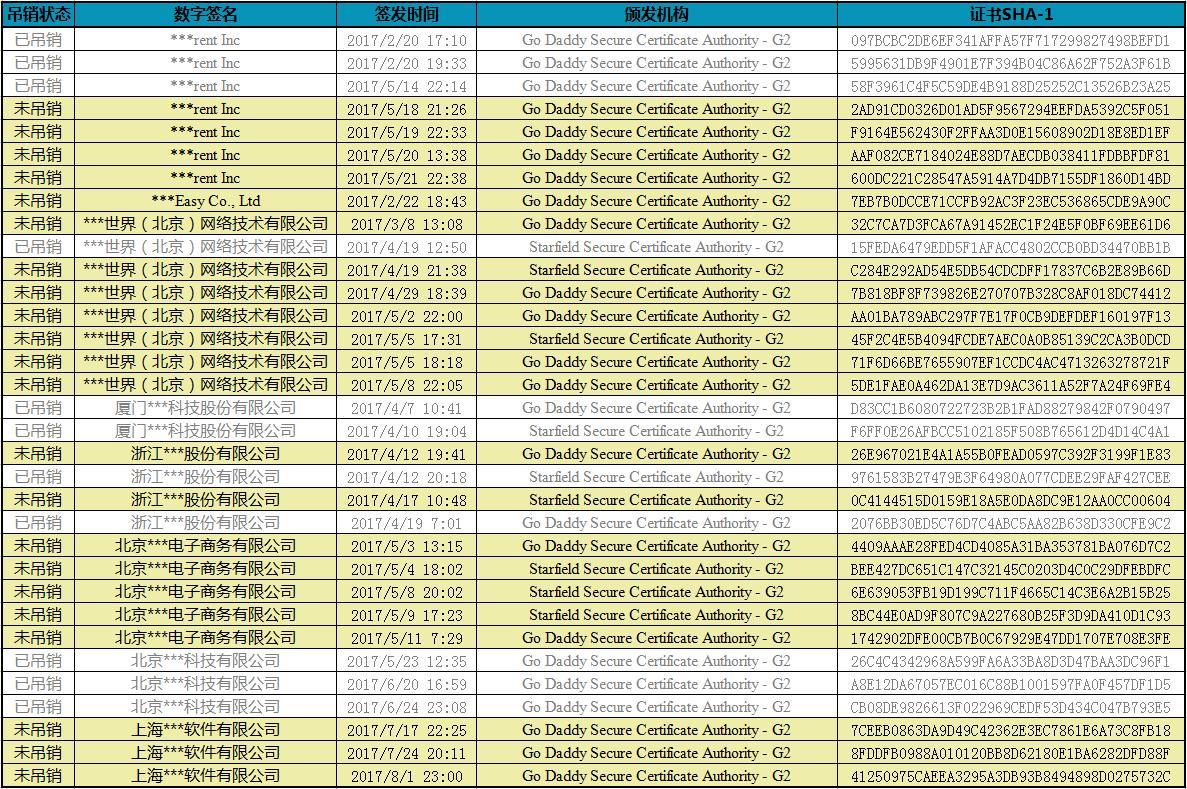 吊销状态 数字签名 签发时间 颁发机构 证书SHA-1
已吊销 ***rent Inc 2017/2/20 17:10 Go Daddy Secure Certificate Authority - G2 097BCBC2DE6EF341AFFA57F717299827498BEFD1
已吊销 ***rent Inc 2017/2/20 19:33 Go Daddy Secure Certificate Authority - G2 5995631DB9F4901E7F394B04C86A62F752A3F61B
已吊销 ***rent Inc 2017/5/14 22:14 Go Daddy Secure Certificate Authority - G2 58F3961C4F5C59DE4B9188D25252C13526B23A25
未吊销 ***rent Inc 2017/5/18 21:26 Go Daddy Secure Certificate Authority - G2 2AD91CD0326D01AD5F9567294EEFDA5392C5F051
未吊销 ***rent Inc 2017/5/19 22:33 Go Daddy Secure Certificate Authority - G2 F9164E562430F2FFAA3D0E15608902D18E8ED1EF
未吊销 ***rent Inc 2017/5/20 13:38 Go Daddy Secure Certificate Authority - G2 AAF082CE7184024E88D7AECDB038411FDBBFDF81
未吊销 ***rent Inc 2017/5/21 22:38 Go Daddy Secure Certificate Authority - G2 600DC221C28547A5914A7D4DB7155DF1860D14BD
未吊销 ***Easy Co., Ltd 2017/2/22 18:43 Go Daddy Secure Certificate Authority - G2 7EB7B0DCCE71CCFB92AC3F23EC536865CDE9A90C
未吊销 ***世界（北京）网络技术有限公司 2017/3/8 13:08 Go Daddy Secure Certificate Authority - G2 32C7CA7D3FCA67A91452EC1F24E5F0BF69EE61D6
已吊销 ***世界（北京）网络技术有限公司 2017/4/19 12:50 Starfield Secure Certificate Authority - G2 15FEDA6479EDD5F1AFACC4802CCB0BD34470BB1B
未吊销 ***世界（北京）网络技术有限公司 2017/4/19 21:38 Starfield Secure Certificate Authority - G2 C284E292AD54E5DB54CDCDFF17837C6B2E89B66D
未吊销 ***世界（北京）网络技术有限公司 2017/4/29 18:39 Go Daddy Secure Certificate Authority - G2 7B818BF8F739826E270707B328C8AF018DC74412
未吊销 ***世界（北京）网络技术有限公司 2017/5/2 22:00 Go Daddy Secure Certificate Authority - G2 AA01BA789ABC297F7E17F0CB9DEFDEF160197F13
未吊销 ***世界（北京）网络技术有限公司 2017/5/5 17:31 Starfield Secure Certificate Authority - G2 45F2C4E5B4094FCDE7AEC0A0B85139C2CA3B0DCD
未吊销 ***世界（北京）网络技术有限公司 2017/5/5 18:18 Go Daddy Secure Certificate Authority - G2 71F6D66BE7655907EF1CCDC4AC4713263278721F
未吊销 ***世界（北京）网络技术有限公司 2017/5/8 22:05 Go Daddy Secure Certificate Authority - G2 5DE1FAE0A462DA13E7D9AC3611A52F7A24F69FE4
已吊销 厦门***科技股份有限公司 2017/4/7 10:41 Go Daddy Secure Certificate Authority - G2 D83CC1B6080722723B2B1FAD88279842F0790497
已吊销 厦门***科技股份有限公司 2017/4/10 19:04 Starfield Secure Certificate Authority - G2 F6FF0E26AFBCC5102185F508B765612D4D14C4A1
未吊销 浙江***股份有限公司 2017/4/12 19:41 Go Daddy Secure Certificate Authority - G2 26E967021E4A1A55B0FEAD0597C392F3199F1E83
已吊销 浙江***股份有限公司 2017/4/12 20:18 Starfield Secure Certificate Authority - G2 9761583B27479E3F64980A077CDEE29FAF427CEE
未吊销 浙江***股份有限公司 2017/4/17 10:48 Starfield Secure Certificate Authority - G2 0C4144515D0159E18A5E0DA8DC9E12AA0CC00604
已吊销 浙江***股份有限公司 2017/4/19 7:01 Go Daddy Secure Certificate Authority - G2 2076BB30ED5C76D7C4ABC5AA82B638D330CFE9C2
未吊销 北京***电子商务有限公司 2017/5/3 13:15 Go Daddy Secure Certificate Authority - G2 4409AAAE28FED4CD4085A31BA353781BA076D7C2
未吊销 北京***电子商务有限公司 2017/5/4 18:02 Starfield Secure Certificate Authority - G2 BEE427DC651C147C32145C0203D4C0C29DFEBDFC
未吊销 北京***电子商务有限公司 2017/5/8 20:02 Starfield Secure Certificate Authority - G2 6E639053FB19D199C711F4665C14C3E6A2B15B25
未吊销 北京***电子商务有限公司 2017/5/9 17:23 Starfield Secure Certificate Authority - G2 8BC44E0AD9F807C9A227680B25F3D9DA410D1C93
未吊销 北京***电子商务有限公司 2017/5/11 7:29 Go Daddy Secure Certificate Authority - G2 1742902DFE00CB7B0C67929E47DD1707E708E3FE
已吊销 北京***科技有限公司 2017/5/23 12:35 Go Daddy Secure Certificate Authority - G2 26C4C4342968A599FA6A33BA8D3D47BAA3DC96F1
已吊销 北京***科技有限公司 2017/6/20 16:59 Go Daddy Secure Certificate Authority - G2 A8E12DA67057EC016C88B1001597FA0F457DF1D5
已吊销 北京***科技有限公司 2017/6/24 23:08 Go Daddy Secure Certificate Authority - G2 CB08DE9826613F022969CEDF53D434C047B793E5
未吊销 上海***软件有限公司 2017/7/17 22:25 Go Daddy Secure Certificate Authority - G2 7CEEB0863DA9D49C42362E3EC7861E6A73C8FB18
未吊销 上海***软件有限公司 2017/7/24 20:11 Go Daddy Secure Certificate Authority - G2 8FDDFB0988A010120BB8D62180E1BA6282DFD88F
未吊销 上海***软件有限公司 2017/8/1 23:00 Go Daddy Secure Certificate Authority - G2 41250975CAEEA3295A3DB93B8494898D0275732C